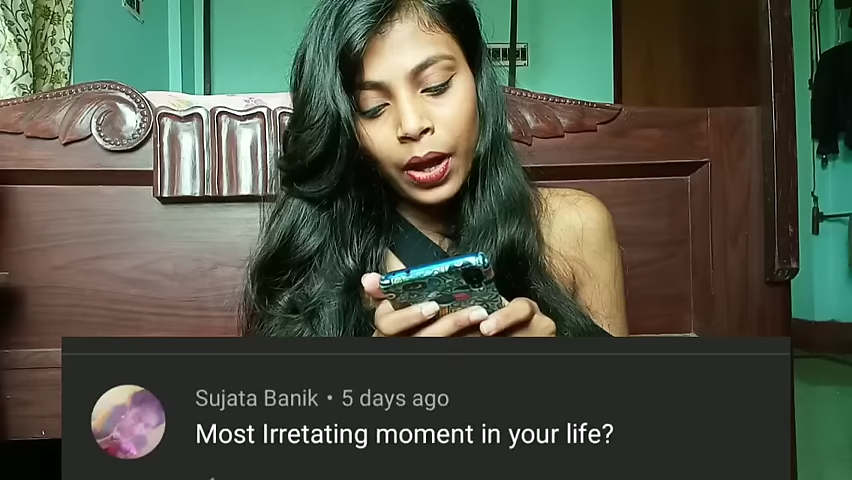 Sujata Banik • 5 days ago
Most Irretating moment in your life?